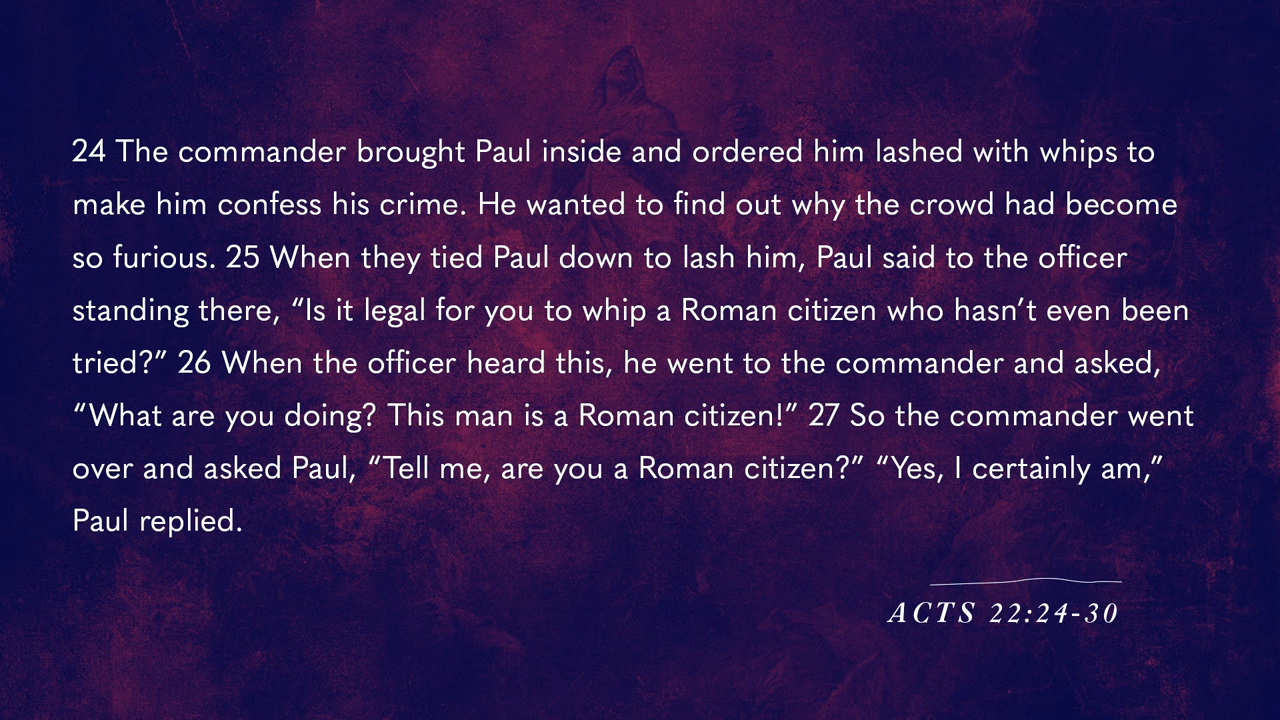 24 The commander brought Paul inside and ordered him lashed with whips to
make him confess his crime. He wanted to find out why the crowd had become
so furious. 25 When they tied Paul down to lash him, Paul said to the officer
standing there, “Is it legal for you to whip a Roman citizen who hasn’t even been
tried?” 26 When the officer heard this, he went to the commander and asked,
“What are you doing? This man is a Roman citizen!” 27 So the commander went
over and asked Paul, “Tell me, are you a Roman citizen?” “Yes, I certainly am,”
Paul replied.
ACTS 22:24-30